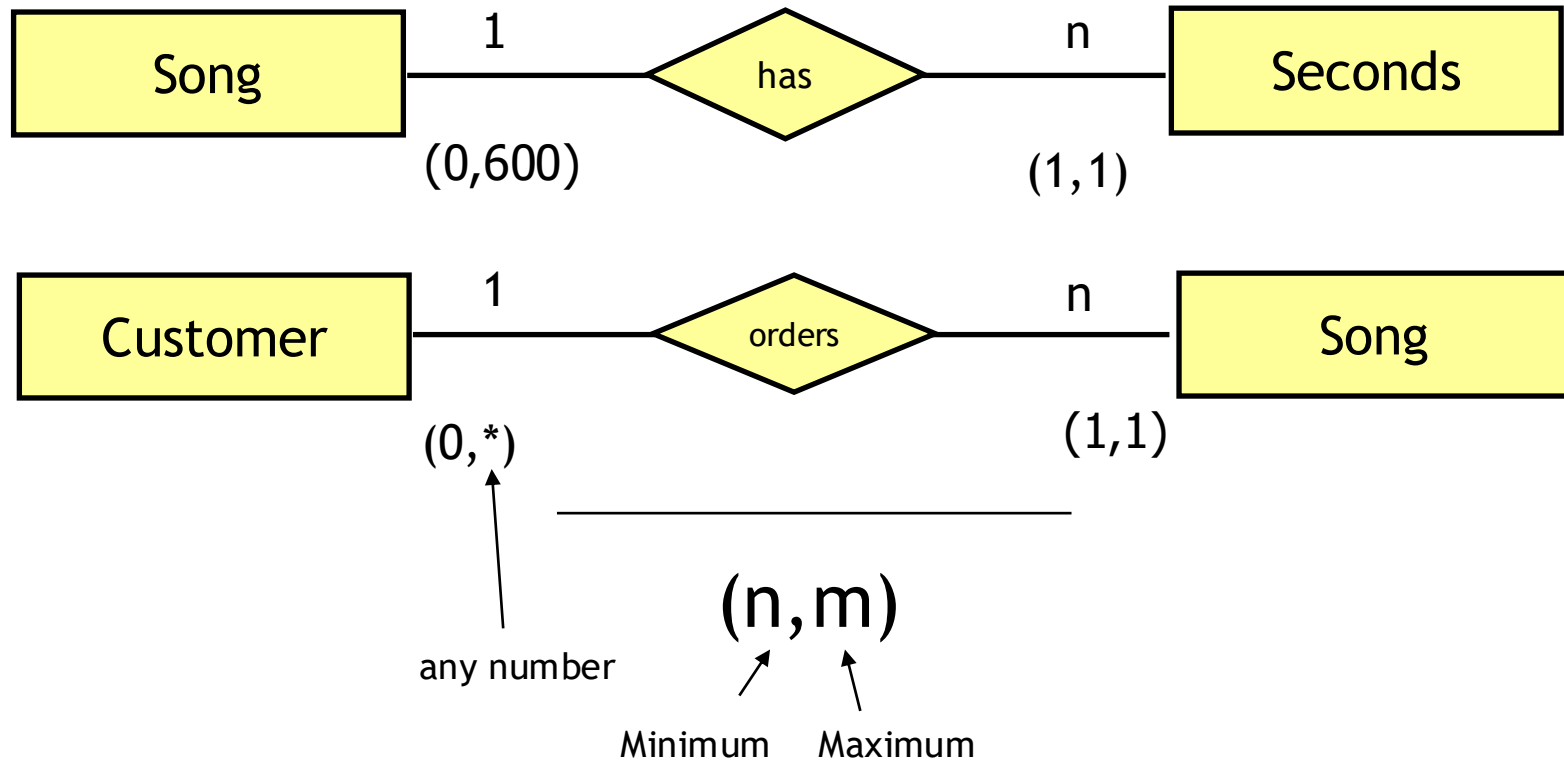 1 n
Song has Seconds
(0,600) (1,1)
1 n
Customer orders Song
(0,*) (1,1)
(n,m)
any number
Minimum Maximum